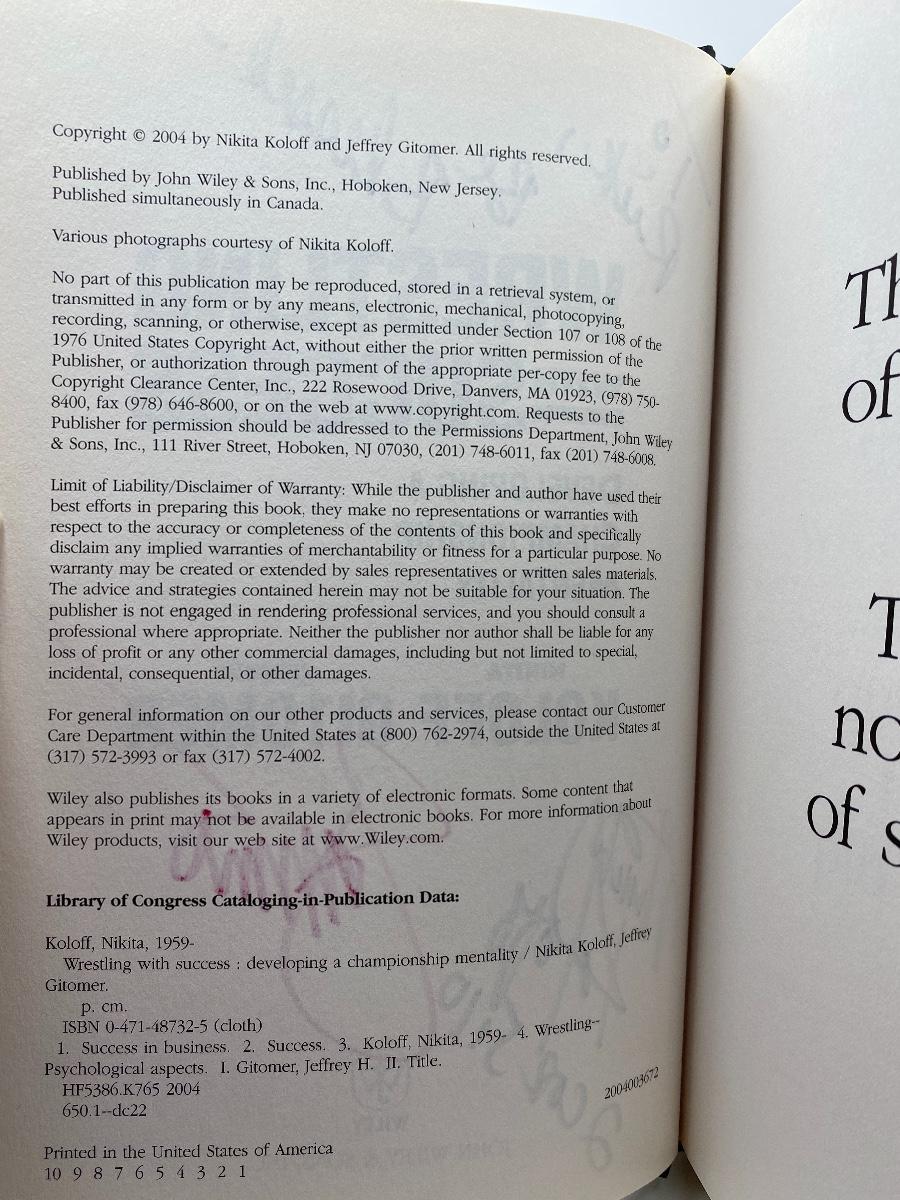 Copyright © 2004 by Nikita Koloff and Jeffrey Gitomer. All rights reserved.
Published by John Wiley & Sons, Inc., Hoboken, New Jersey.
Published simultaneously in Canada.
Various photographs courtesy of Nikita Koloff.
No part of this publication may be reproduced, stored in a retrieval system, or
transmitted in any form or by any means, electronic, mechanical, photocopying,
recording, scanning, or otherwise, except as permitted under Section 107 or 108 of the
1976 United States Copyright Act, without either the prior written permission of the
Publisher, or authorization through payment of the appropriate per-copy fee to the
Copyright Clearance Center, Inc., 222 Rosewood Drive, Danvers, MA 01923, (978) 750-
8400, fax (978) 646-8600, or on the web at www.copyright.com. Requests to the
Publisher for permission should be addressed to the Permissions Department, John Wiley
& Sons, Inc., 111 River Street, Hoboken, NJ 07030, (201) 748-6011, fax (201) 748-6008.
Limit of Liability/Disclaimer of Warranty: While the publisher and author have used their
best efforts in preparing this book, they make no representations or warranties with
respect to the accuracy or completeness of the contents of this book and specifically
disclaim any implied warranties of merchantability or fitness for a particular purpose. No
warranty may be created or extended by sales representatives or written sales materials.
The advice and strategies contained herein may not be suitable for your situation. The
publisher is not engaged in rendering professional services, and you should consult a
professional where appropriate. Neither the publisher nor author shall be liable for any
loss of profit or any other commercial damages, including but not limited to special,
incidental, consequential, or other damages.
For general information on our other products and services, please contact our Customer
Care Department within the United States at (800) 762-2974, outside the United States at
(317) 572-3993 or fax (317) 572-4002.
Wiley also publishes its books in a variety of electronic formats. Some content that
appears in print may not be available in electronic books. For more information about
Wiley products, visit our web site at www.Wiley.com.
Library of Congress Cataloging-in-Publication Data:
Koloff, Nikita, 1959-
Wrestling with success : developing a championship mentality / Nikita Koloff, Jeffrey
Gitomer.
p. cm.
ISBN 0-471-48732-5 (cloth)
1. Success in business. 2. Success. 3. Koloff, Nikita, 1959- 4. Wrestling--
Psychological aspects. I. Gitomer, Jeffrey H. II. Title.
HF5386.K765 2004
650.1--dc22
2004003672
Printed in the United States of America
10 9 8 7 6 5 4 3 2 1
of
of